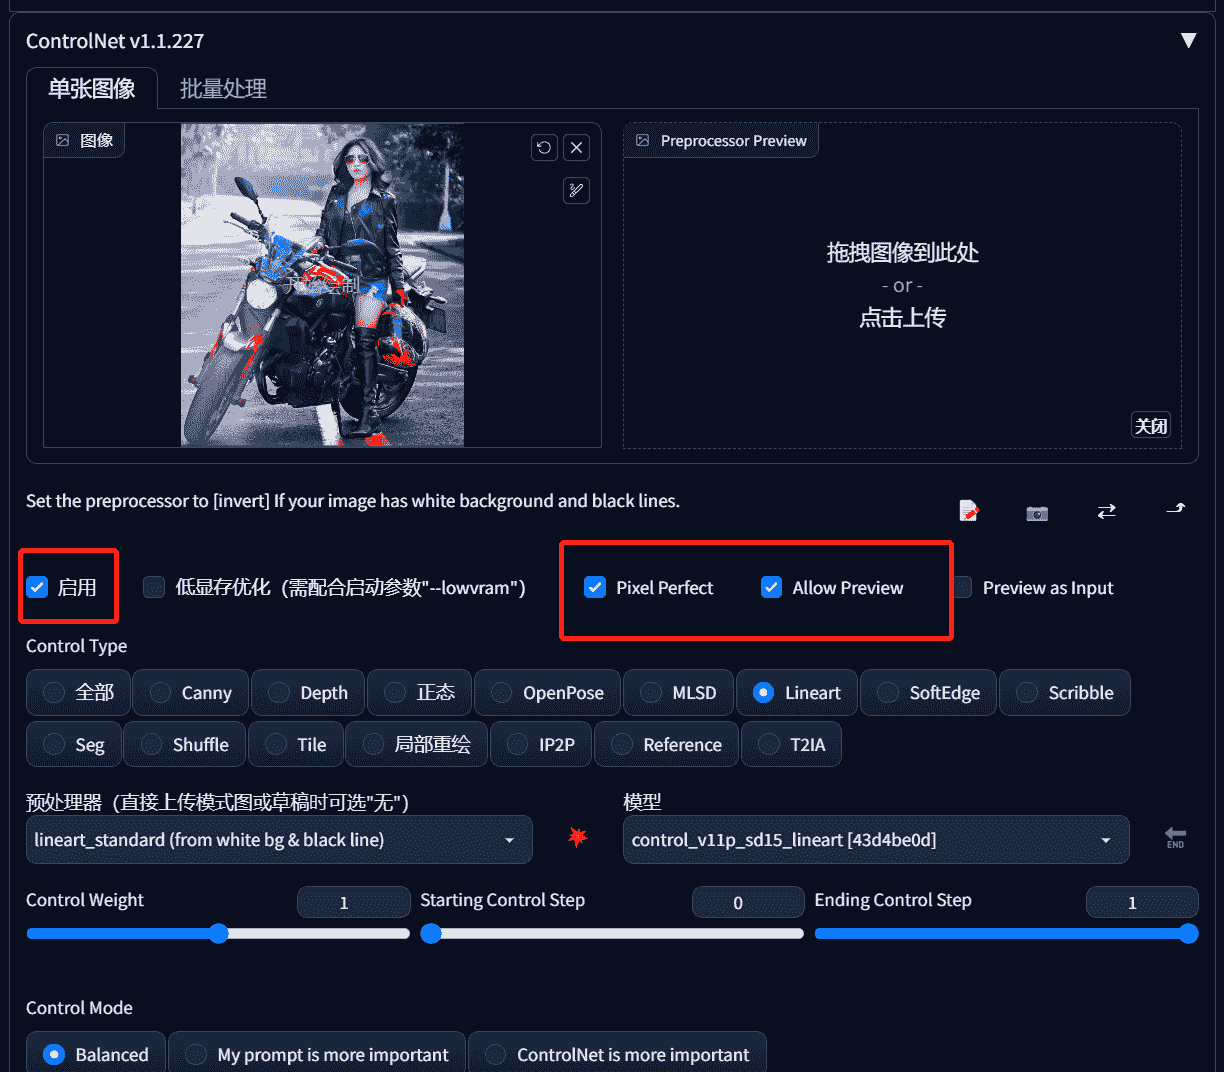 ControlNet v1.1.227
单张图像 批量处理
图像
Preprocessor Preview
开始绘制
拖拽图像到此处
- or -
点击上传
关闭
Set the preprocessor to [invert] If your image has white background and black lines.
启用 低显存优化（需配合启动参数"--lowvram"） Pixel Perfect Allow Preview Preview as Input
Control Type
全部 Canny Depth 正态 OpenPose MLSD Lineart SoftEdge Scribble
Seg Shuffle Tile 局部重绘 IP2P Reference T2IA
预处理器（直接上传模式图或草稿时可选"无"） 模型
lineart_standard (from white bg & black line) control_v11p_sd15_lineart [43d4be0d] END
Control Weight 1 Starting Control Step 0 Ending Control Step 1
Control Mode
Balanced My prompt is more important ControlNet is more important